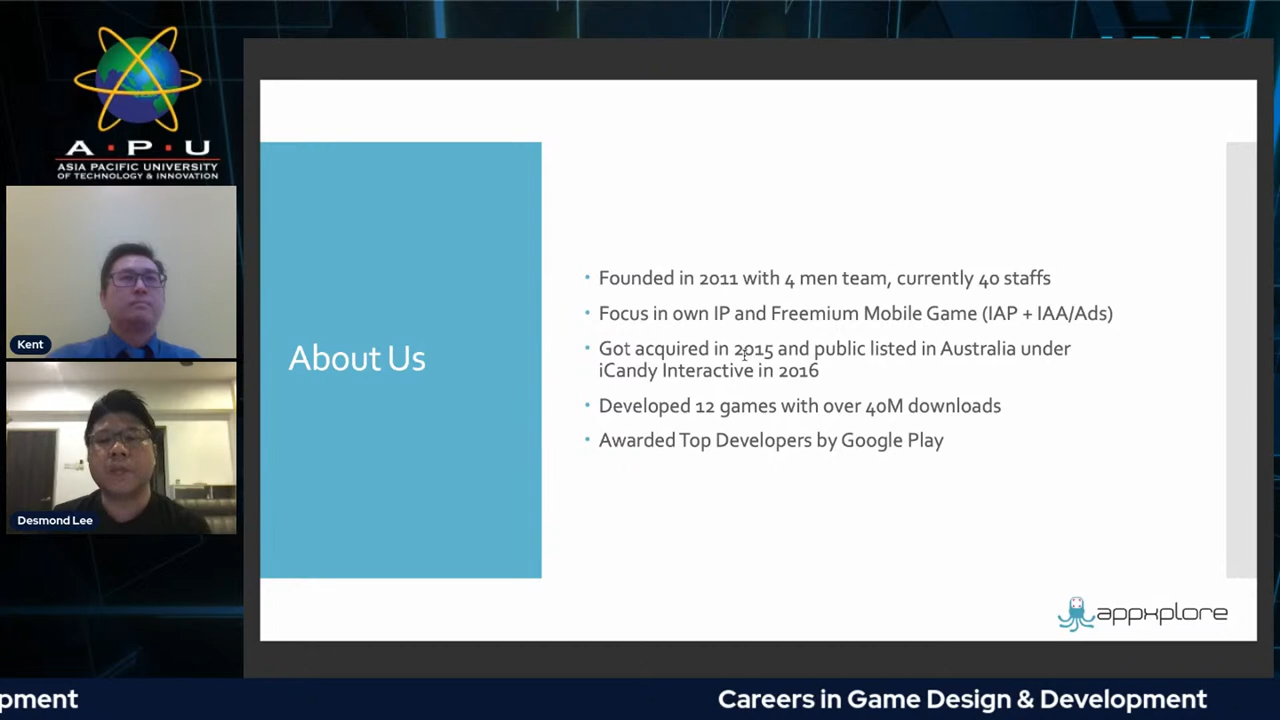 A·P·U
ASIA PACIFIC UNIVERSITY
OF TECHNOLOGY & INNOVATION
Kent
Desmond Lee
About Us
• Founded in 2011 with 4 men team, currently 40 staffs
• Focus in own IP and Freemium Mobile Game (IAP + IAA/Ads)
• Got acquired in 2015 and public listed in Australia under
iCandy Interactive in 2016
• Developed 12 games with over 40M downloads
• Awarded Top Developers by Google Play
appxplore
pment
Careers in Game Design & Development